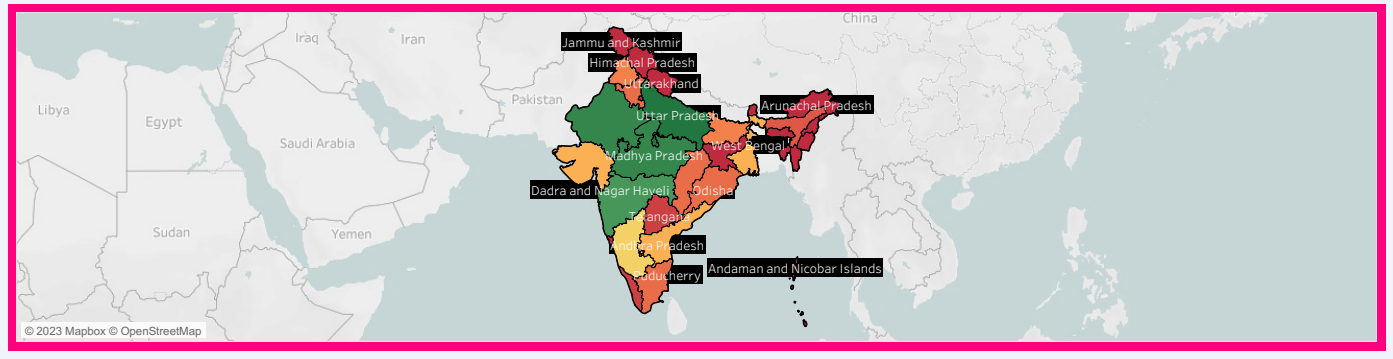 China
Jammu and Kashmir
Iraq
Iran
Himachal Pradesh
Uttarakhand
Pakistan
Arunachal Pradesh
Libya
Egypt
Uttar Pradesh
Saudi Arabia
West Bengal
Madhya Pradesh
Dadra and Nagar Haveli
Odisha
Telangana
Sudan
Yemen
Andhra Pradesh
Puducherry
Andaman and Nicobar Islands
© 2023 Mapbox © OpenStreetMap